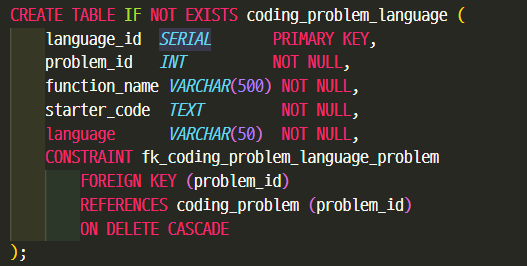 CREATE TABLE IF NOT EXISTS coding_problem_language (
    language_id  SERIAL       PRIMARY KEY,
    problem_id   INT          NOT NULL,
    function_name VARCHAR(500) NOT NULL,
    starter_code  TEXT         NOT NULL,
    language      VARCHAR(50)  NOT NULL,
    CONSTRAINT fk_coding_problem_language_problem
        FOREIGN KEY (problem_id)
        REFERENCES coding_problem (problem_id)
        ON DELETE CASCADE
);